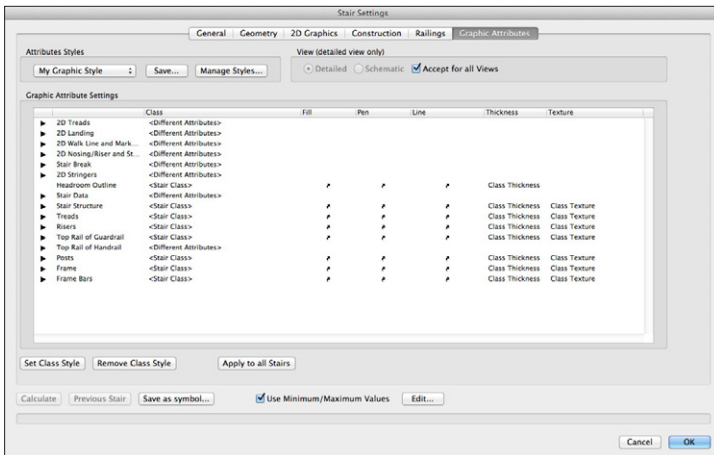 Stair Settings
General Geometry 2D Graphics Construction Railings Graphic Attributes
Attributes Styles
My Graphic Style Save... Manage Styles...
View (detailed view only)
Detailed Schematic Accept for all Views
Graphic Attribute Settings
Class Fill Pen Line Thickness Texture
2D Treads <Different Attributes>
2D Landing <Different Attributes>
2D Walk Line and Mark... <Different Attributes>
2D Nosing/Riser and St... <Different Attributes>
Stair Break <Different Attributes>
2D Stringers <Different Attributes>
Headroom Outline <Stair Class> Class Thickness
Stair Data <Different Attributes>
Stair Structure <Stair Class> Class Thickness Class Texture
Treads <Stair Class> Class Thickness Class Texture
Risers <Stair Class> Class Thickness Class Texture
Top Rail of Guardrail <Stair Class> Class Thickness Class Texture
Top Rail of Handrail <Different Attributes>
Posts <Stair Class> Class Thickness Class Texture
Frame <Stair Class> Class Thickness Class Texture
Frame Bars <Stair Class> Class Thickness Class Texture
Set Class Style Remove Class Style Apply to all Stairs
Calculate Previous Stair Save as symbol... Use Minimum/Maximum Values Edit...
Cancel OK